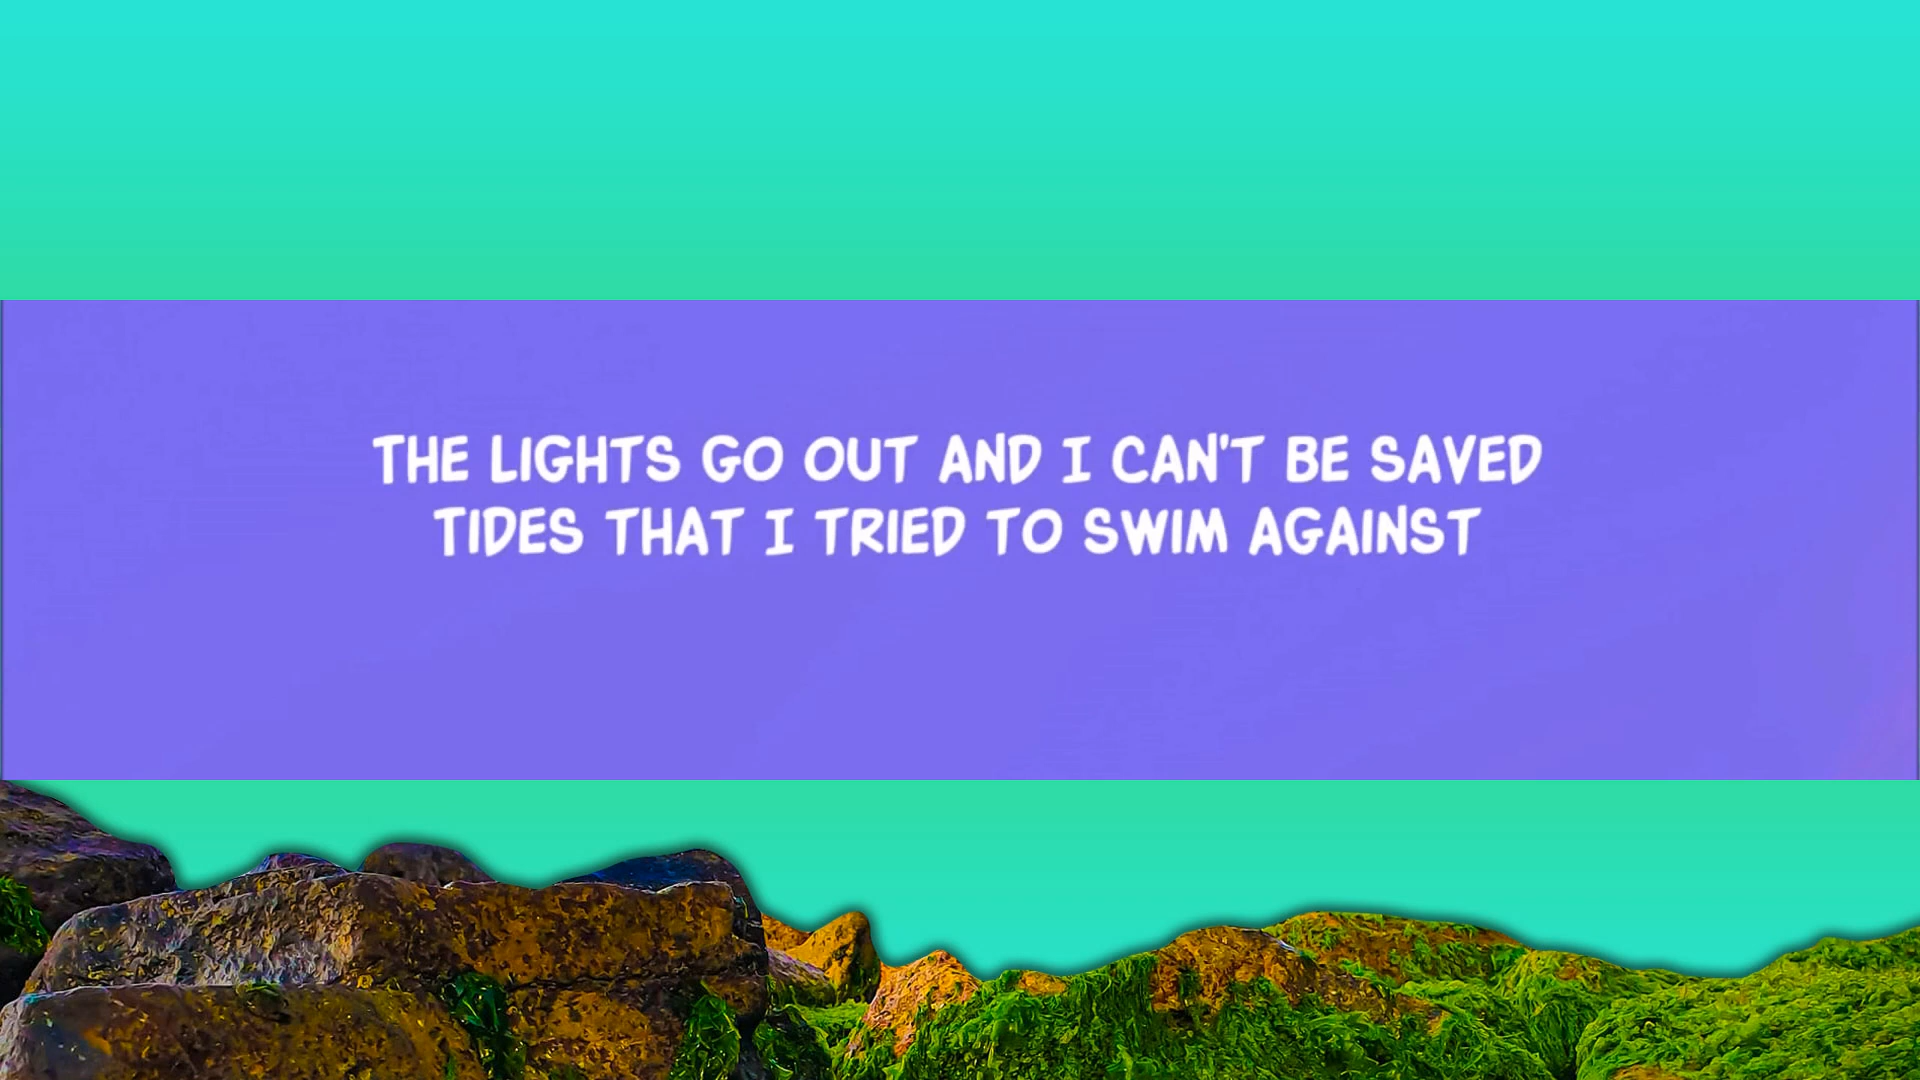 THE LIGHTS GO OUT AND I CAN'T BE SAVED
TIDES THAT I TRIED TO SWIM AGAINST